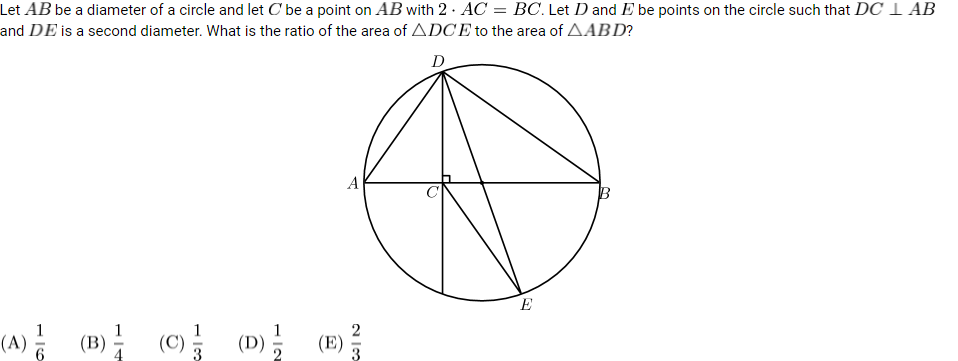 Let AB be a diameter of a circle and let C be a point on AB with 2 · AC = BC. Let D and E be points on the circle such that DC ⊥ AB
and DE is a second diameter. What is the ratio of the area of △DCE to the area of △ABD?
D
A
C
B
E
(A) 1/6 (B) 1/4 (C) 1/3 (D) 1/2 (E) 2/3